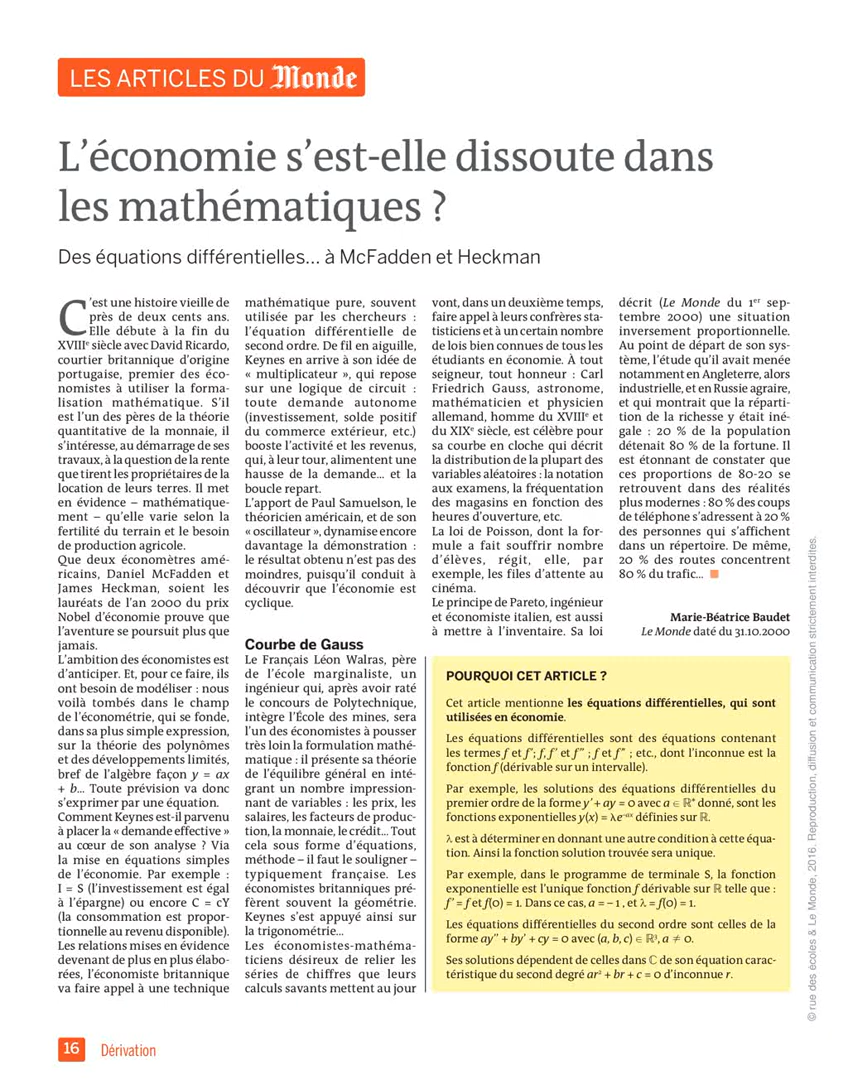 LES ARTICLES DU Monde
L’économie s’est-elle dissoute dans
les mathématiques ?
Des équations différentielles… à McFadden et Heckman
C’est une histoire vieille de
près de deux cents ans.
Elle débute à la fin du
XVIIIᵉ siècle avec David Ricardo,
courtier britannique d’origine
portugaise, premier des éco-
nomistes à utiliser la forma-
lisation mathématique. S’il
est l’un des pères de la théorie
quantitative de la monnaie, il
s’intéresse, au démarrage de ses
travaux, à la question de la rente
que tirent les propriétaires de la
location de leurs terres. Il met
en évidence – mathématique-
ment – qu’elle varie selon la
fertilité du terrain et le besoin
de production agricole.
Que deux économètres amé-
ricains, Daniel McFadden et
James Heckman, soient les
lauréats de l’an 2000 du prix
Nobel d’économie prouve que
l’aventure se poursuit plus que
jamais.
L’ambition des économistes est
d’anticiper. Et, pour ce faire, ils
ont besoin de modéliser : nous
voilà tombés dans le champ
de l’économétrie, qui se fonde,
dans sa plus simple expression,
sur la théorie des polynômes
et des développements limités,
bref de l’algèbre façon y = ax
+ b… Toute prévision va donc
s’exprimer par une équation.
Comment Keynes est-il parvenu
à placer la « demande effective »
au cœur de son analyse ? Via
la mise en équations simples
de l’économie. Par exemple :
I = S (l’investissement est égal
à l’épargne) ou encore C = cY
(la consommation est propor-
tionnelle au revenu disponible).
Les relations mises en évidence
devenant de plus en plus élabo-
rées, l’économiste britannique
va faire appel à une technique
mathématique pure, souvent
utilisée par les chercheurs :
l’équation différentielle de
second ordre. De fil en aiguille,
Keynes en arrive à son idée de
« multiplicateur », qui repose
sur une logique de circuit :
toute demande autonome
(investissement, solde positif
du commerce extérieur, etc.)
booste l’activité et les revenus,
qui, à leur tour, alimentent une
hausse de la demande… et la
boucle repart.
L’apport de Paul Samuelson, le
théoricien américain, et de son
« oscillateur », dynamise encore
davantage la démonstration :
le résultat obtenu n’est pas des
moindres, puisqu’il conduit à
découvrir que l’économie est
cyclique.
Courbe de Gauss
Le Français Léon Walras, père
de l’école marginaliste, un
ingénieur qui, après avoir raté
le concours de Polytechnique,
intègre l’École des mines, sera
l’un des économistes à pousser
très loin la formulation mathé-
matique : il présente sa théorie
de l’équilibre général en inté-
grant un nombre impression-
nant de variables : les prix, les
salaires, les facteurs de produc-
tion, la monnaie, le crédit… Tout
cela sous forme d’équations,
méthode – il faut le souligner –
typiquement française. Les
économistes britanniques pré-
fèrent souvent la géométrie.
Keynes s’est appuyé ainsi sur
la trigonométrie…
Les économistes-mathéma-
ticiens désireux de relier les
séries de chiffres que leurs
calculs savants mettent au jour
vont, dans un deuxième temps,
faire appel à leurs confrères sta-
tisticiens et à un certain nombre
de lois bien connues de tous les
étudiants en économie. À tout
seigneur, tout honneur : Carl
Friedrich Gauss, astronome,
mathématicien et physicien
allemand, homme du XVIIIᵉ et
du XIXᵉ siècle, est célèbre pour
sa courbe en cloche qui décrit
la distribution de la plupart des
variables aléatoires : la notation
aux examens, la fréquentation
des magasins en fonction des
heures d’ouverture, etc.
La loi de Poisson, dont la for-
mule a fait souffrir nombre
d’élèves, régit, elle, par
exemple, les files d’attente au
cinéma.
Le principe de Pareto, ingénieur
et économiste italien, est aussi
à mettre à l’inventaire. Sa loi
décrit (Le Monde du 1ᵉʳ sep-
tembre 2000) une situation
inversement proportionnelle.
Au point de départ de son sys-
tème, l’étude qu’il avait menée
notamment en Angleterre, alors
industrielle, et en Russie agraire,
et qui montrait que la réparti-
tion de la richesse y était iné-
gale : 20 % de la population
détenait 80 % de la fortune. Il
est étonnant de constater que
ces proportions de 80-20 se
retrouvent dans des réalités
plus modernes : 80 % des coups
de téléphone s’adressent à 20 %
des personnes qui s’affichent
dans un répertoire. De même,
20 % des routes concentrent
80 % du trafic…
Marie-Béatrice Baudet
Le Monde daté du 31.10.2000
POURQUOI CET ARTICLE ?
Cet article mentionne les équations différentielles, qui sont
utilisées en économie.
Les équations différentielles sont des équations contenant
les termes f et f’ ; f, f’ et f’’ ; f et f’’ ; etc., dont l’inconnue est la
fonction f (dérivable sur un intervalle).
Par exemple, les solutions des équations différentielles du
premier ordre de la forme y’ + ay = 0 avec a ∈ ℝ* donné, sont les
fonctions exponentielles y(x) = λe⁻ᵃˣ définies sur ℝ.
λ est à déterminer en donnant une autre condition à cette équa-
tion. Ainsi la fonction solution trouvée sera unique.
Par exemple, dans le programme de terminale S, la fonction
exponentielle est l’unique fonction f dérivable sur ℝ telle que :
f’ = f et f(0) = 1. Dans ce cas, a = – 1 , et λ = f(0) = 1.
Les équations différentielles du second ordre sont celles de la
forme ay’’ + by’ + cy = 0 avec (a, b, c) ∈ ℝ³, a ≠ 0.
Ses solutions dépendent de celles dans ℂ de son équation carac-
téristique du second degré ar² + br + c = 0 d’inconnue r.
© rue des écoles & Le Monde, 2016. Reproduction, diffusion et communication strictement interdites.
16 Dérivation